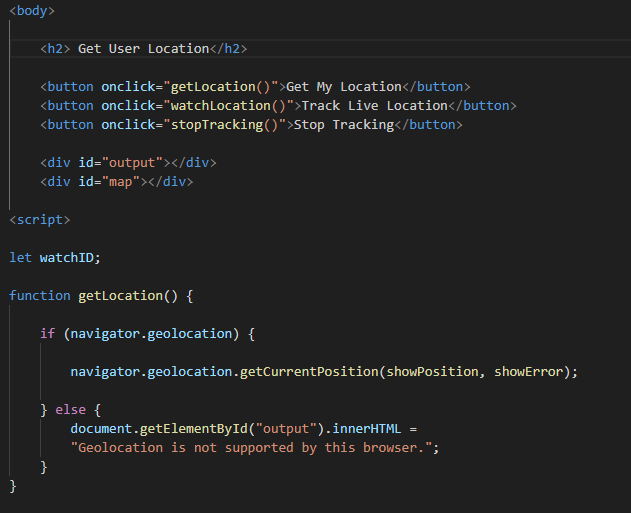 <body>
<h2> Get User Location</h2>
<button onclick="getLocation()">Get My Location</button>
<button onclick="watchLocation()">Track Live Location</button>
<button onclick="stopTracking()">Stop Tracking</button>
<div id="output"></div>
<div id="map"></div>
<script>
let watchID;
function getLocation() {
if (navigator.geolocation) {
navigator.geolocation.getCurrentPosition(showPosition, showError);
} else {
document.getElementById("output").innerHTML =
"Geolocation is not supported by this browser.";
}
}